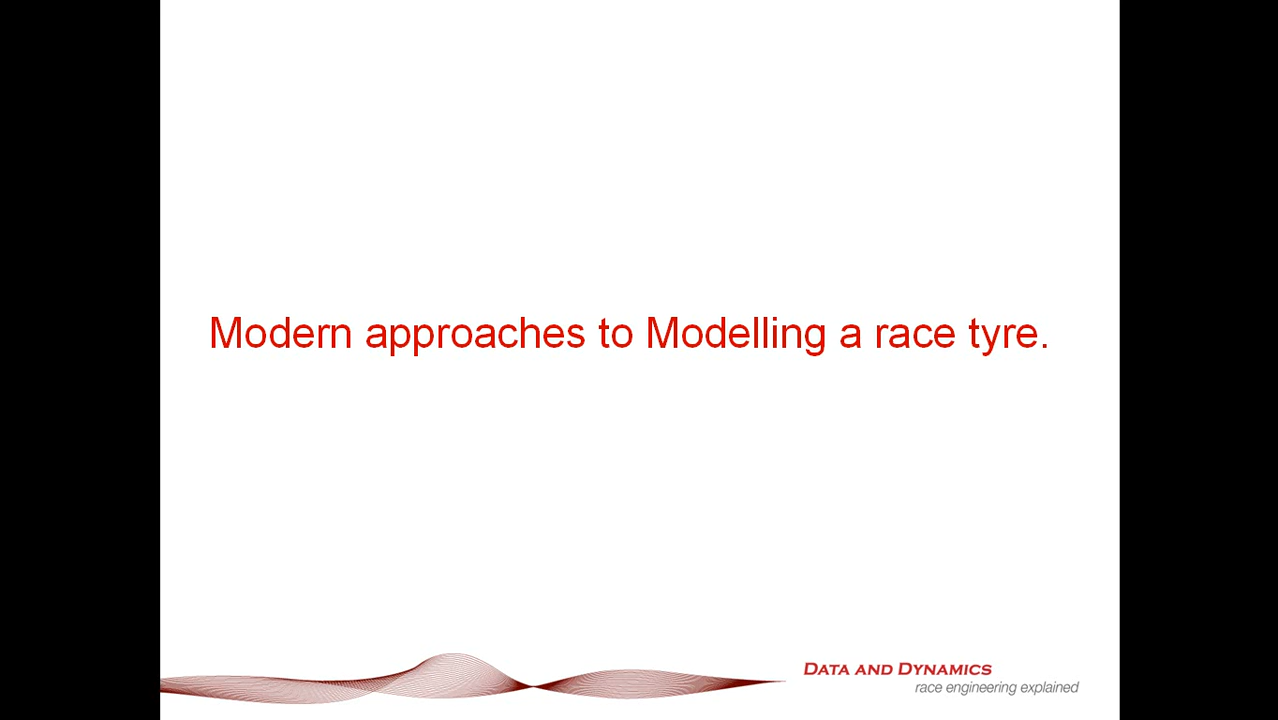 Modern approaches to Modelling a race tyre.
DATA AND DYNAMICS
race engineering explained